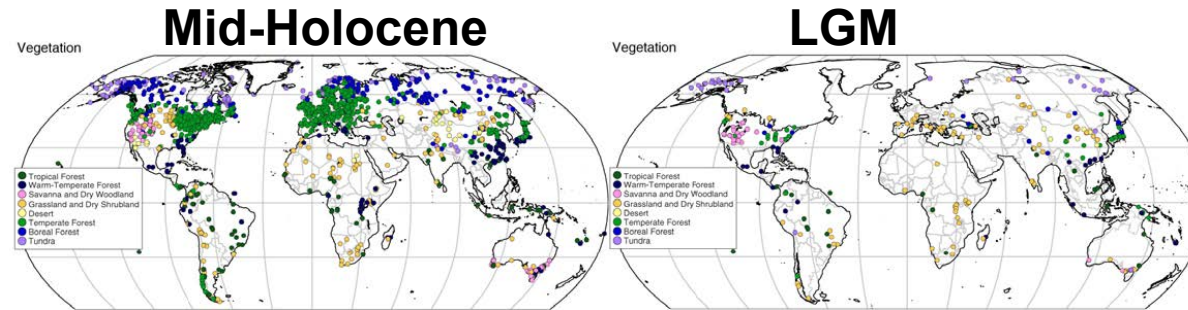 Mid-Holocene
Vegetation
Tropical Forest
Warm-Temperate Forest
Savanna and Dry Woodland
Grassland and Dry Shrubland
Desert
Temperate Forest
Boreal Forest
Tundra
LGM
Vegetation
Tropical Forest
Warm-Temperate Forest
Savanna and Dry Woodland
Grassland and Dry Shrubland
Desert
Temperate Forest
Boreal Forest
Tundra